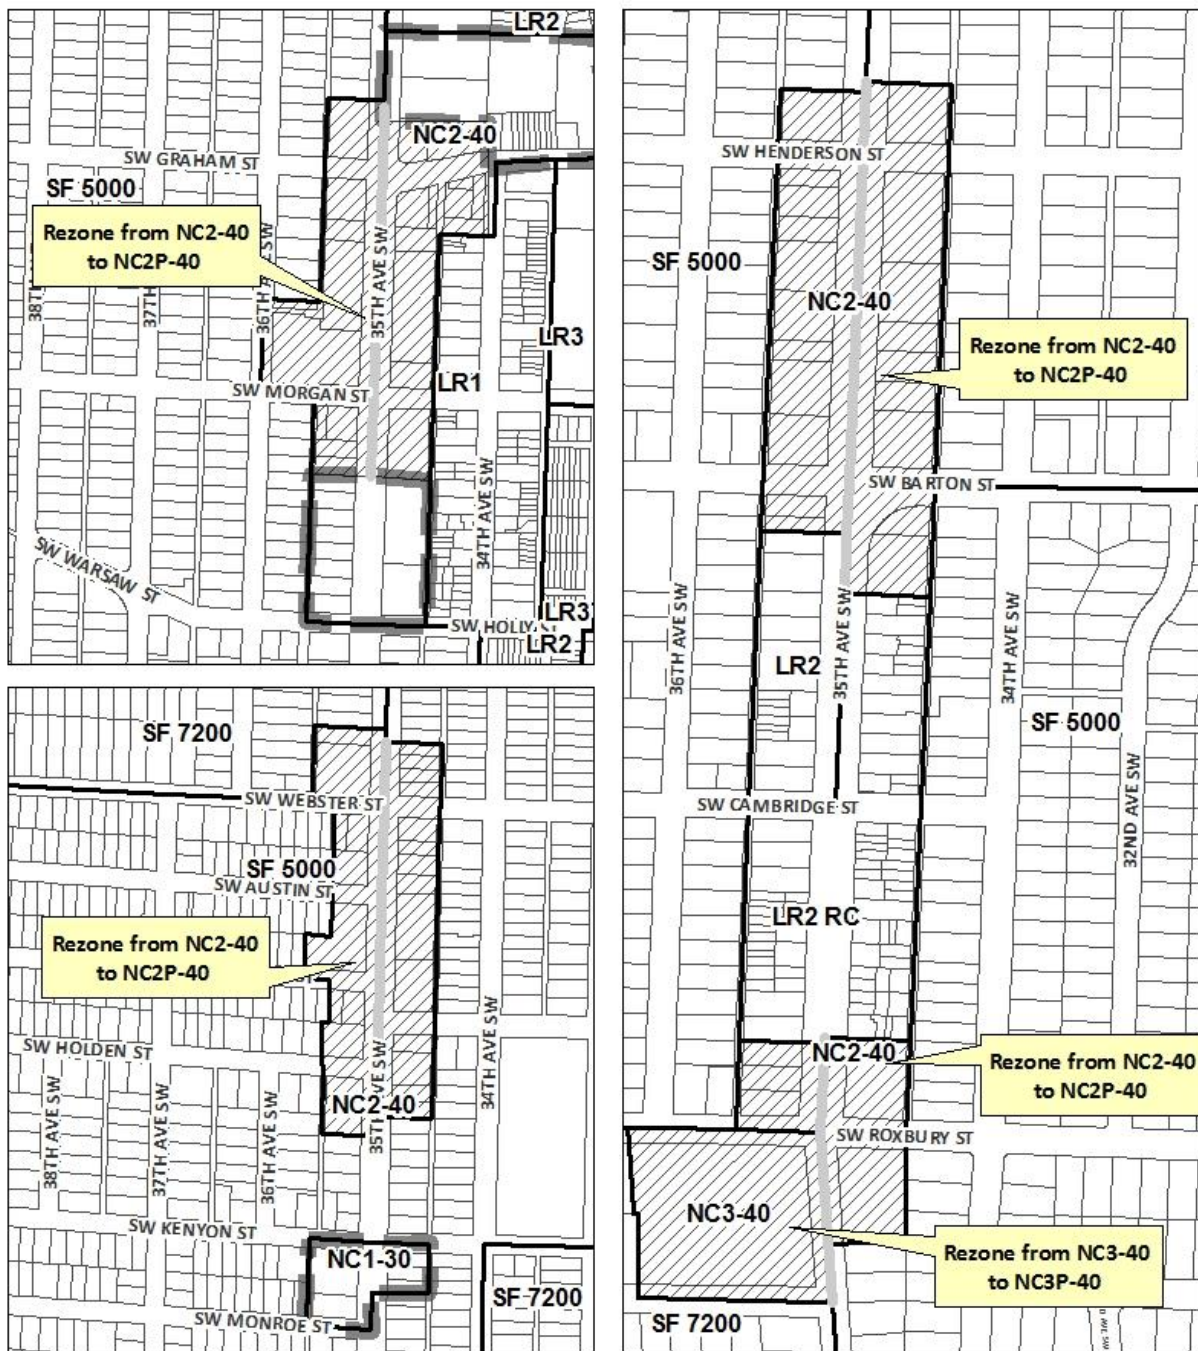 LR2
NC2-40
SW GRAHAM ST
SF 5000
Rezone from NC2-40
to NC2P-40
38TH
37TH
36TH AVE SW
35TH AVE SW
LR3
LR1
SW MORGAN ST
34TH AVE SW
SW WARSAW ST
SW HOLLY ST
LR3
LR2
SF 7200
SW WEBSTER ST
SF 5000
SW AUSTIN ST
Rezone from NC2-40
to NC2P-40
SW HOLDEN ST
34TH AVE SW
38TH AVE SW
37TH AVE SW
36TH AVE SW
35TH AVE SW
NC2-40
SW KENYON ST
NC1-30
SF 7200
SW MONROE ST
SW HENDERSON ST
SF 5000
NC2-40
Rezone from NC2-40
to NC2P-40
SW BARTON ST
36TH AVE SW
35TH AVE SW
34TH AVE SW
LR2
SF 5000
32ND AVE SW
SW CAMBRIDGE ST
LR2 RC
NC2-40
Rezone from NC2-40
to NC2P-40
SW ROXBURY ST
NC3-40
Rezone from NC3-40
to NC3P-40
SF 7200